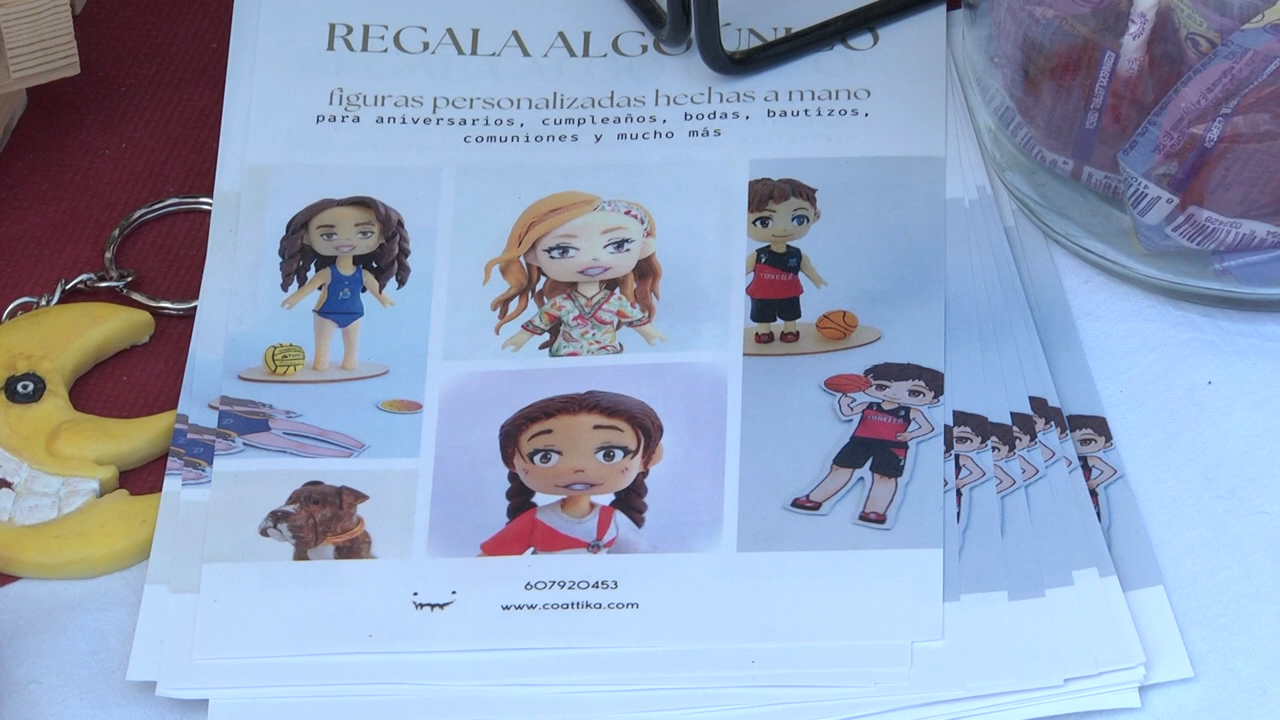 REGALA ALGO ÚNICO
figuras personalizadas hechas a mano
para aniversarios, cumpleaños, bodas, bautizos,
comuniones y mucho más
607920453
www.coattika.com